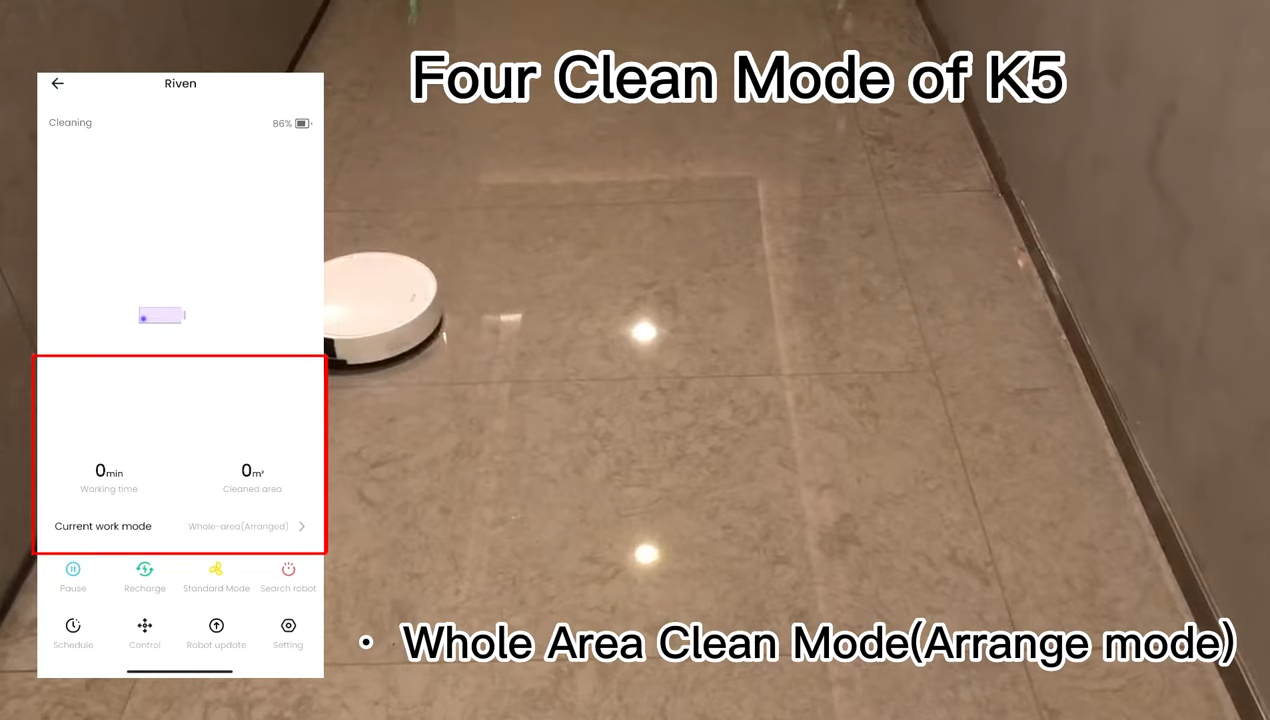 Four Clean Mode of K5
Riven
Cleaning
86%
0min
0m²
Working time
Cleaned area
Current work mode
Whole-area(Arranged)
Pause
Recharge
Standard Mode
Search robot
Schedule
Control
Robot update
Setting
• Whole Area Clean Mode(Arrange mode)